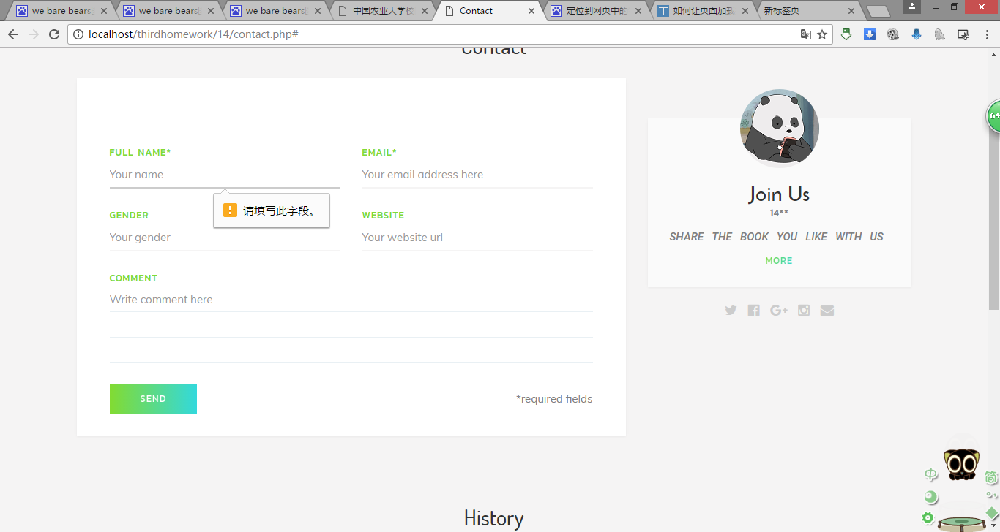 we bare bears
we bare bears
we bare bears
中国农业大学校
Contact
定位到网页中的
如何让页面加载
新标签页
localhost/thirdhomework/14/contact.php#
Contact
64
FULL NAME*
EMAIL*
Your name
Your email address here
请填写此字段。
GENDER
WEBSITE
Your gender
Your website url
COMMENT
Write comment here
SEND
*required fields
Join Us
14**
SHARE THE BOOK YOU LIKE WITH US
MORE
G+
中
简
History